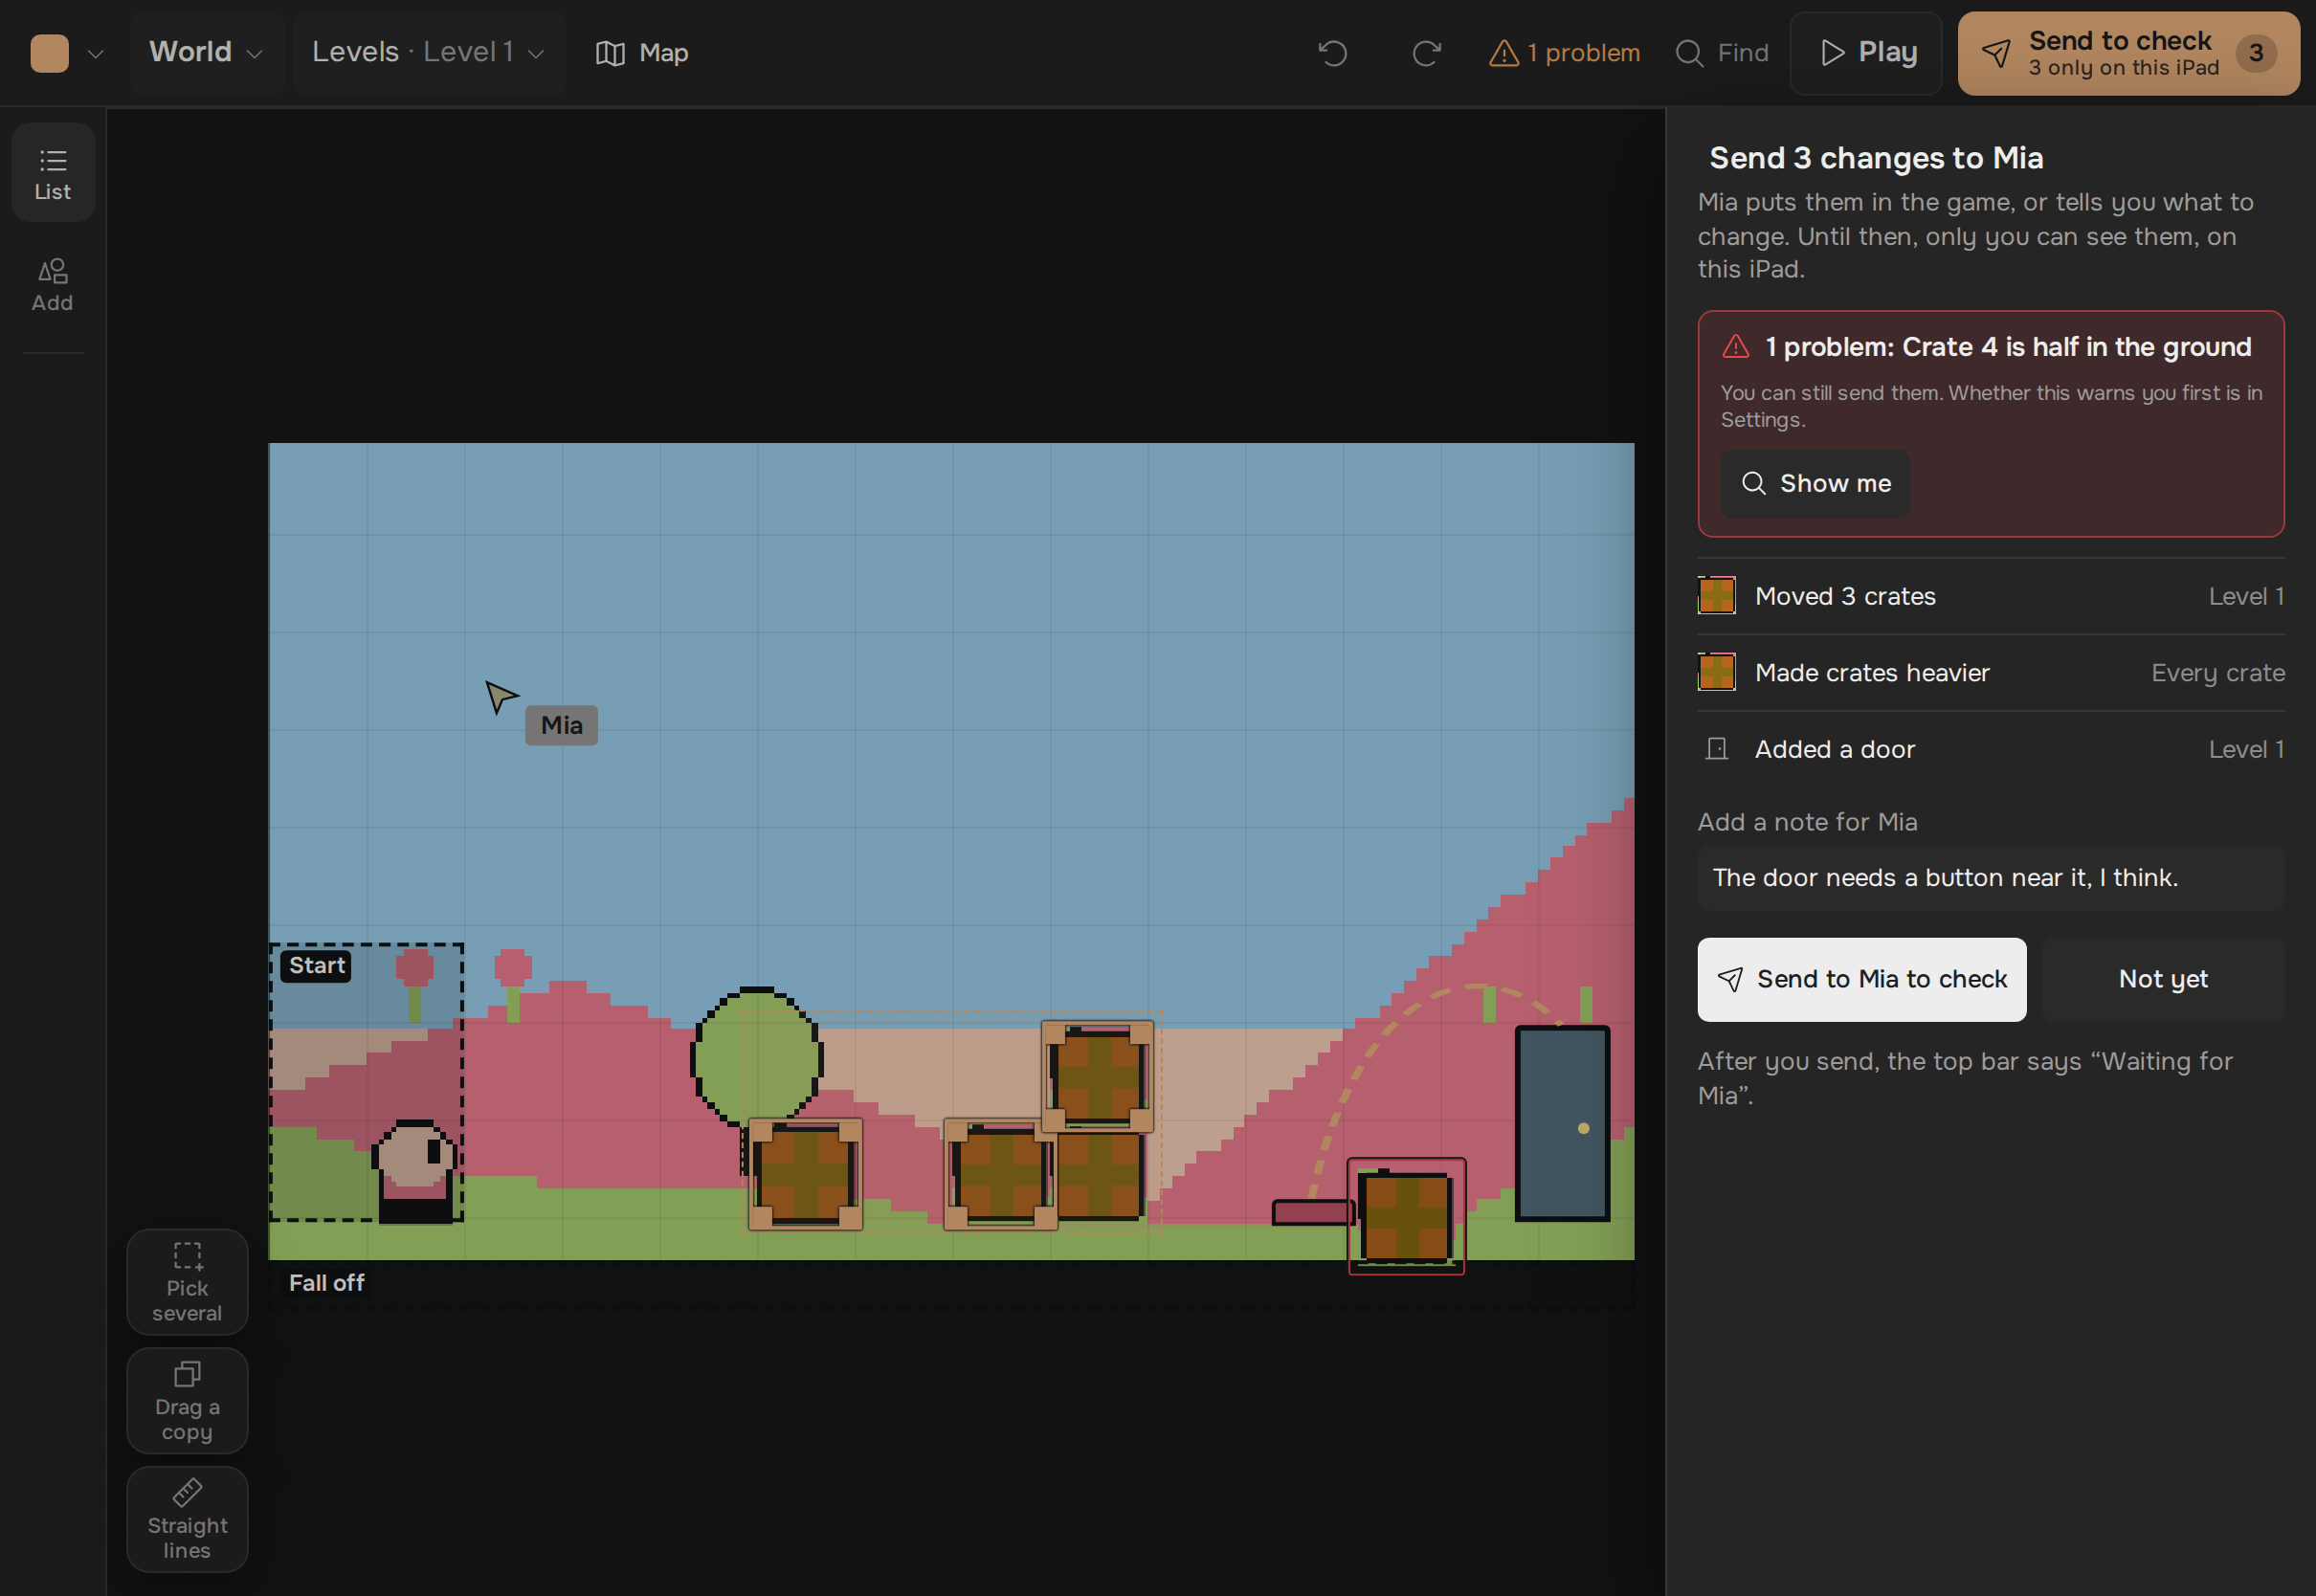 World
Levels · Level 1
Map
1 problem
Find
Play
Send to check
3 only on this iPad
3
List
Add
Send 3 changes to Mia
Mia puts them in the game, or tells you what to
change. Until then, only you can see them, on
this iPad.
1 problem: Crate 4 is half in the ground
You can still send them. Whether this warns you first is in
Settings.
Show me
Moved 3 crates
Level 1
Made crates heavier
Every crate
Added a door
Level 1
Add a note for Mia
The door needs a button near it, I think.
Send to Mia to check
Not yet
After you send, the top bar says “Waiting for
Mia”.
Mia
Start
Fall off
Pick
several
Drag a
copy
Straight
lines